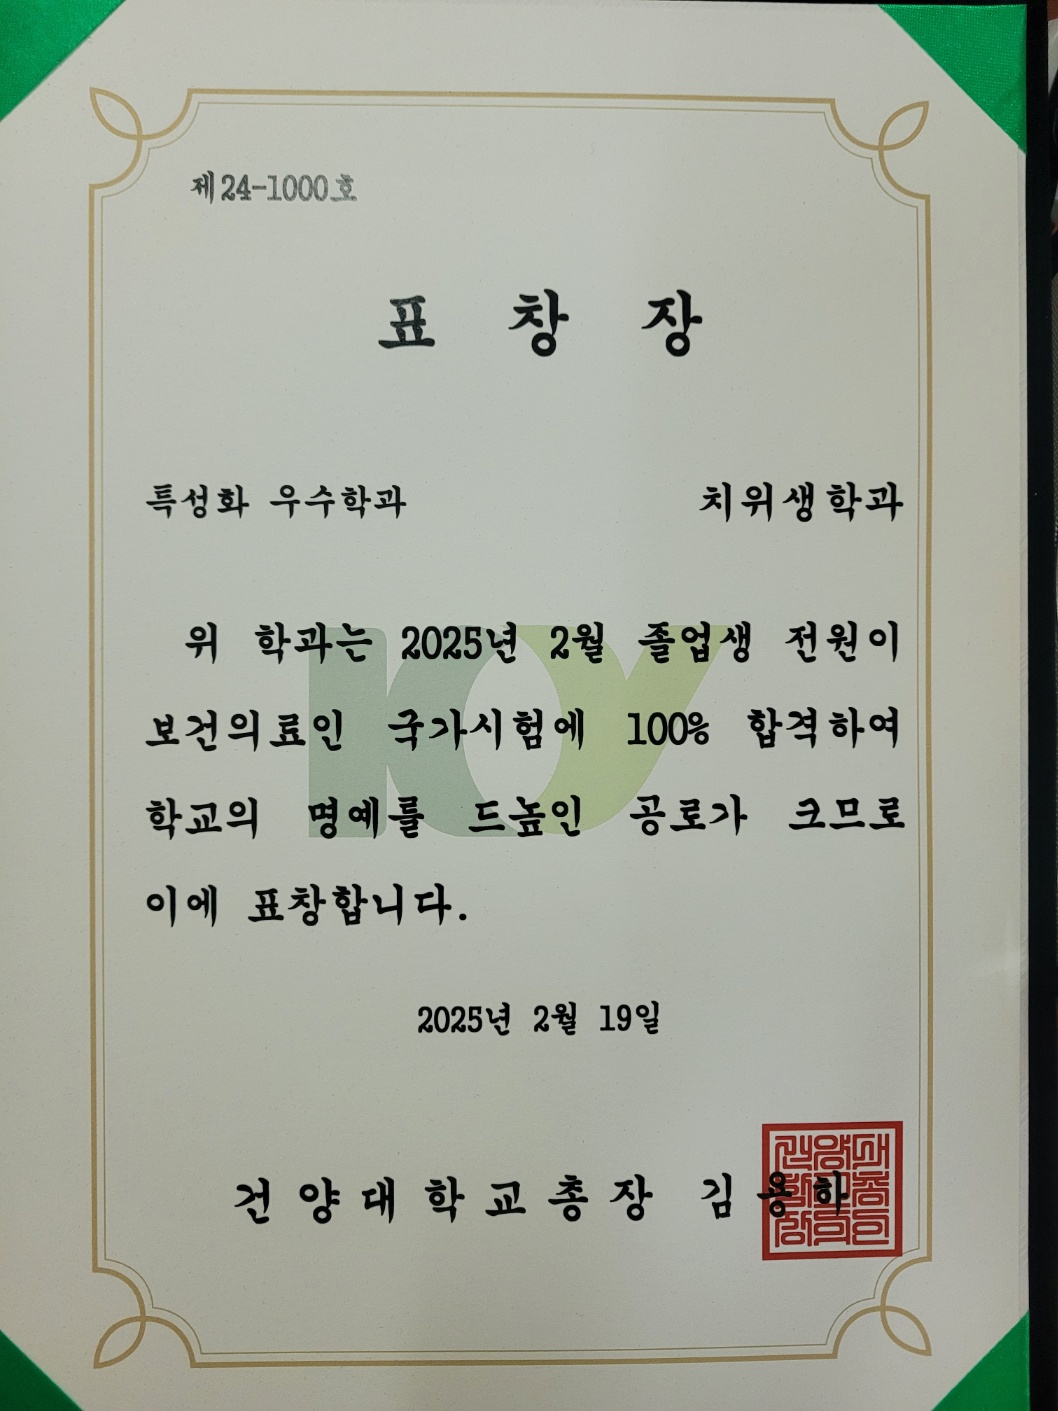 제24-1000호
표 창 장
특성화 우수학과 치위생학과
위 학과는 2025년 2월 졸업생 전원이
보건의료인 국가시험에 100% 합격하여
학교의 명예를 드높인 공로가 크므로
이에 표창합니다.
2025년 2월 19일
건양대학교총장 김용하